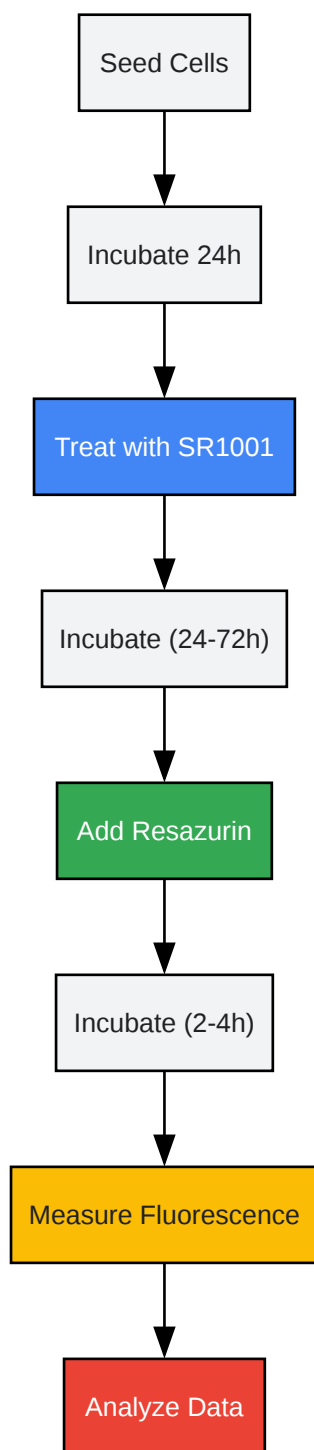 Seed Cells
Incubate 24h
Treat with SR1001
Incubate (24-72h)
Add Resazurin
Incubate (2-4h)
Measure Fluorescence
Analyze Data